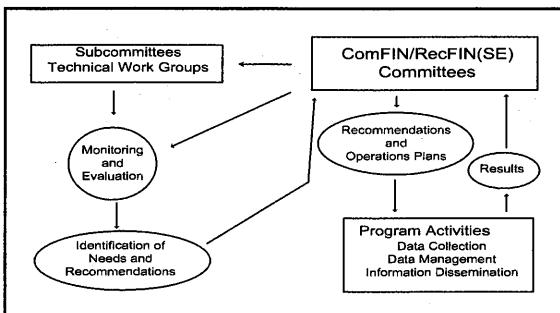 Subcommittees
Technical Work Groups
ComFIN/RecFIN(SE)
Committees
Monitoring
and
Evaluation
Recommendations
and
Operations Plans
Results
Identification of
Needs and
Recommendations
Program Activities
Data Collection
Data Management
Information Dissemination